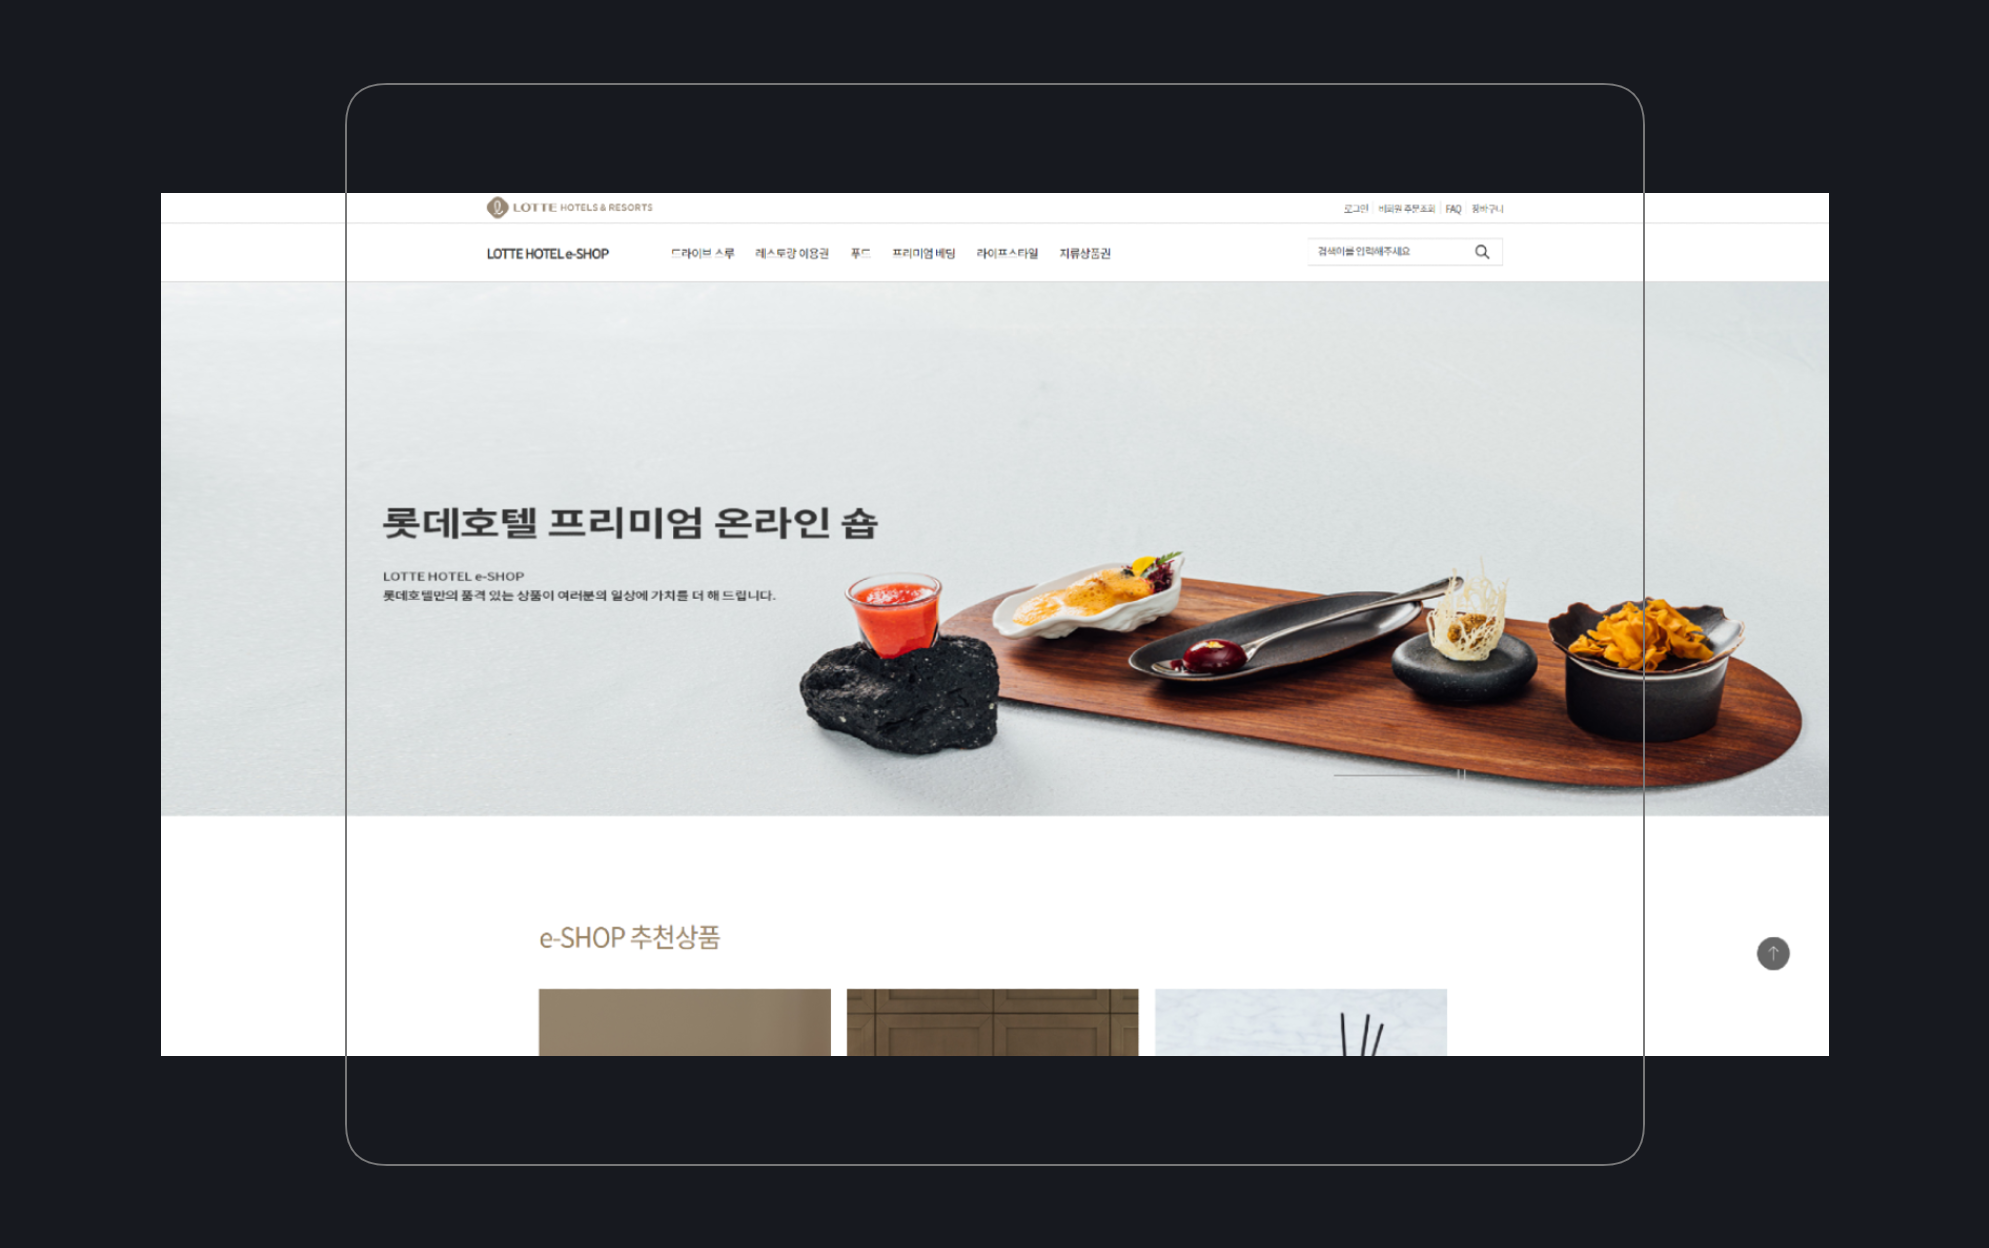 LOTTE HOTELS & RESORTS
로그인 비회원 주문조회 FAQ 장바구니
LOTTE HOTEL e-SHOP 드라이브 스루 레스토랑 이용권 푸드 프리미엄 베딩 라이프스타일 지류상품권 검색어를 입력해주세요
롯데호텔 프리미엄 온라인 숍
LOTTE HOTEL e-SHOP
롯데호텔만의 품격 있는 상품이 여러분의 일상에 가치를 더 해 드립니다.
e-SHOP 추천상품